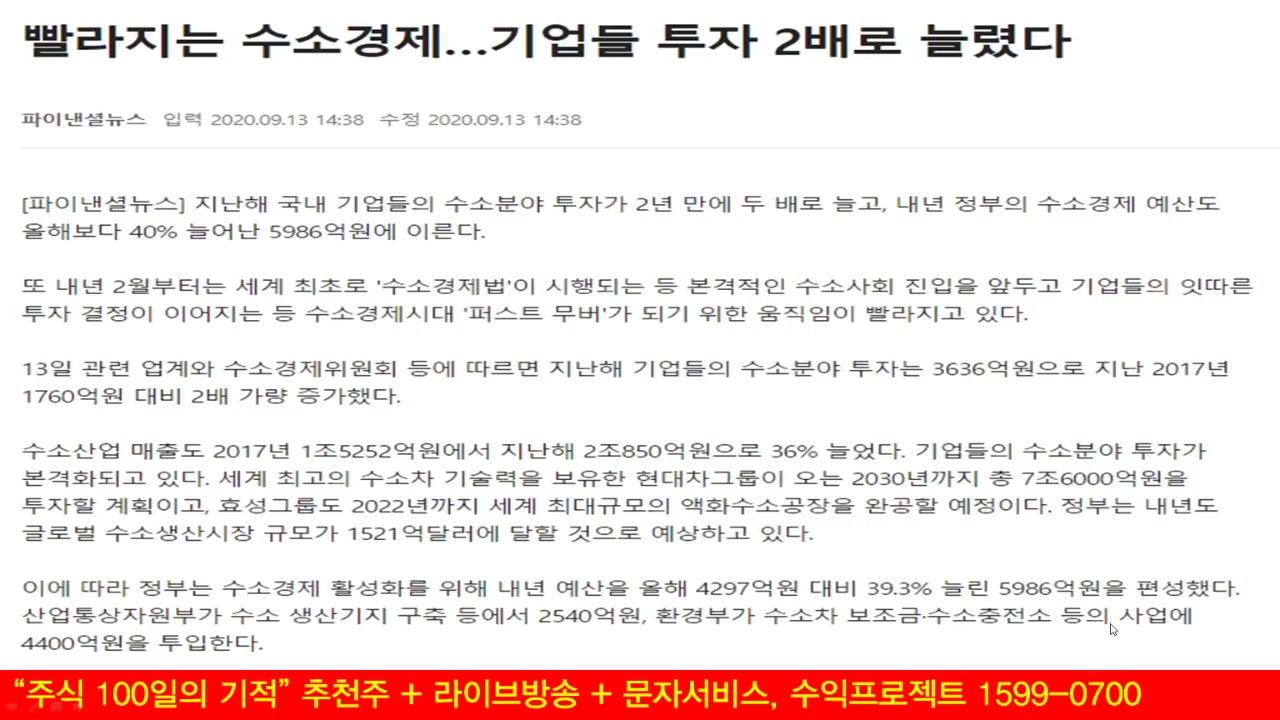 빨라지는 수소경제...기업들 투자 2배로 늘렸다
파이낸셜뉴스 입력 2020.09.13 14:38 수정 2020.09.13 14:38
[파이낸셜뉴스] 지난해 국내 기업들의 수소분야 투자가 2년 만에 두 배로 늘고, 내년 정부의 수소경제 예산도
올해보다 40% 늘어난 5986억원에 이른다.
또 내년 2월부터는 세계 최초로 '수소경제법'이 시행되는 등 본격적인 수소사회 진입을 앞두고 기업들의 잇따른
투자 결정이 이어지는 등 수소경제시대 '퍼스트 무버'가 되기 위한 움직임이 빨라지고 있다.
13일 관련 업계와 수소경제위원회 등에 따르면 지난해 기업들의 수소분야 투자는 3636억원으로 지난 2017년
1760억원 대비 2배 가량 증가했다.
수소산업 매출도 2017년 1조5252억원에서 지난해 2조850억원으로 36% 늘었다. 기업들의 수소분야 투자가
본격화되고 있다. 세계 최고의 수소차 기술력을 보유한 현대차그룹이 오는 2030년까지 총 7조6000억원을
투자할 계획이고, 효성그룹도 2022년까지 세계 최대규모의 액화수소공장을 완공할 예정이다. 정부는 내년도
글로벌 수소생산시장 규모가 1521억달러에 달할 것으로 예상하고 있다.
이에 따라 정부는 수소경제 활성화를 위해 내년 예산을 올해 4297억원 대비 39.3% 늘린 5986억원을 편성했다.
산업통상자원부가 수소 생산기지 구축 등에서 2540억원, 환경부가 수소차 보조금·수소충전소 등의 사업에
4400억원을 투입한다.
“주식 100일의 기적” 추천주 + 라이브방송 + 문자서비스, 수익프로젝트 1599-0700